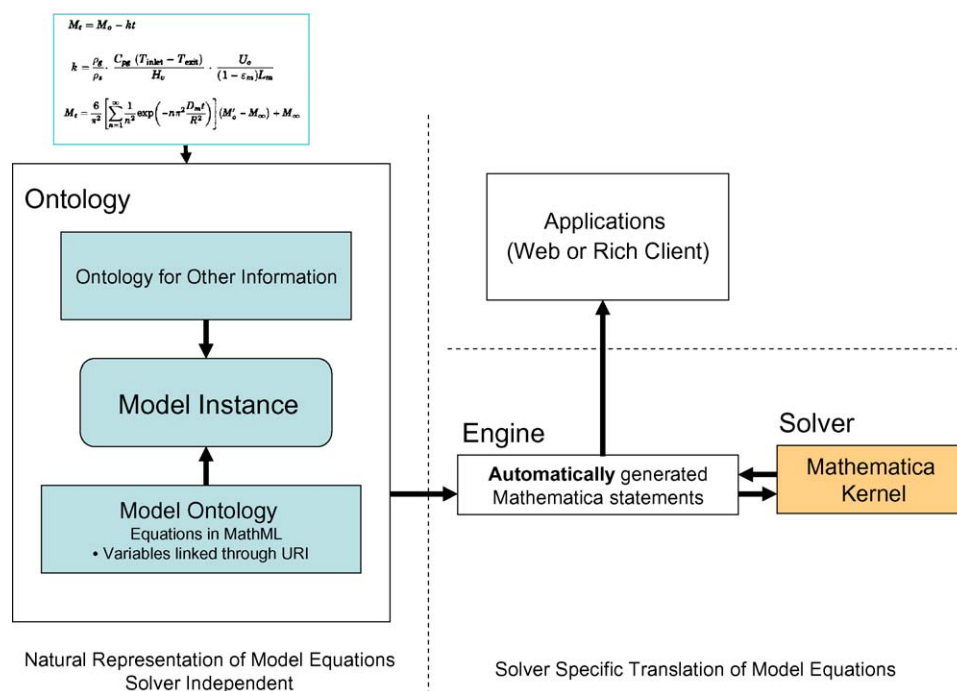 M_t = M_o − ht
k = ρ_g/ρ_s · C_pg (T_inlet − T_exit)/H_v · U_o/((1 − ε_m)L_m)
M_t = 6/π² [∑_{n=1}^{∞} 1/n² exp(−nπ² D_m t/R²)] (M'_o − M_∞) + M_∞
Ontology
Ontology for Other Information
Model Instance
Model Ontology
Equations in MathML
• Variables linked through URI
Natural Representation of Model Equations
Solver Independent
Applications
(Web or Rich Client)
Engine
Automatically generated
Mathematica statements
Solver
Mathematica
Kernel
Solver Specific Translation of Model Equations